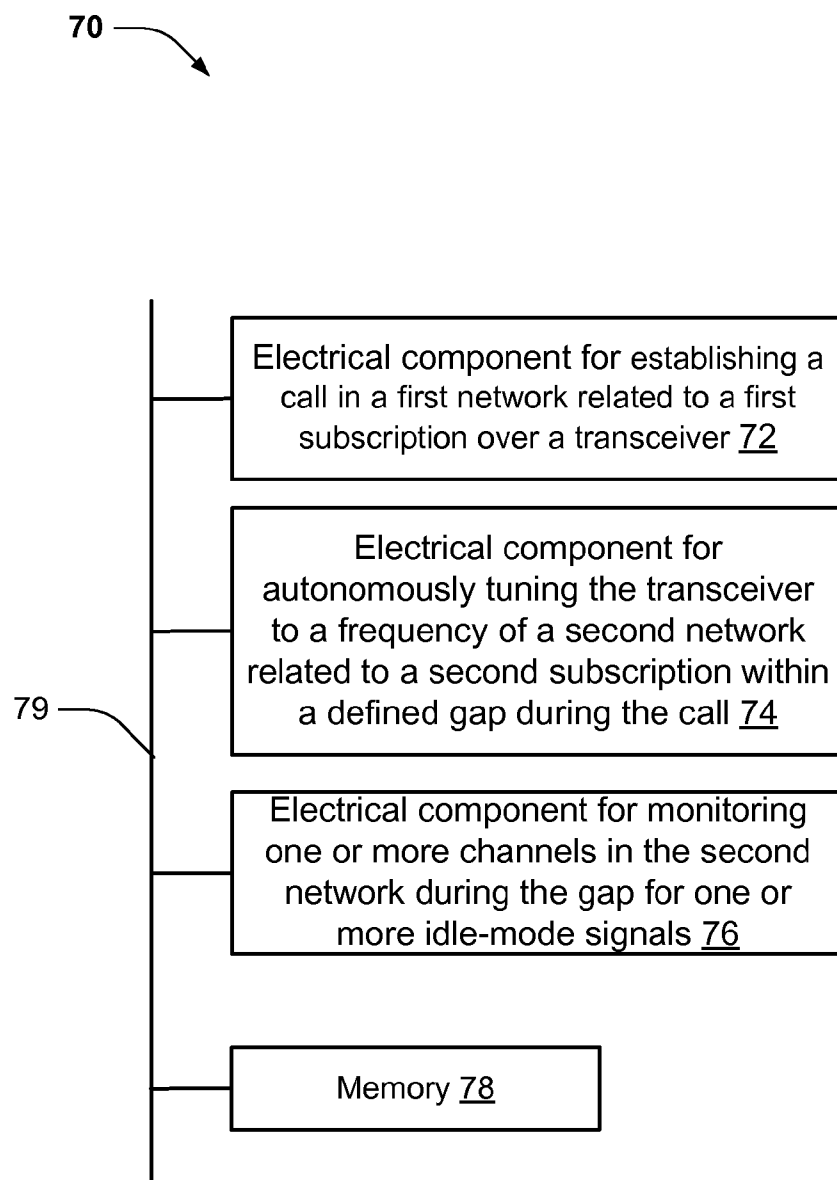 70
Electrical component for establishing a
call in a first network related to a first
subscription over a transceiver 72
Electrical component for
autonomously tuning the transceiver
to a frequency of a second network
related to a second subscription within
a defined gap during the call 74
79
Electrical component for monitoring
one or more channels in the second
network during the gap for one or
more idle-mode signals 76
Memory 78